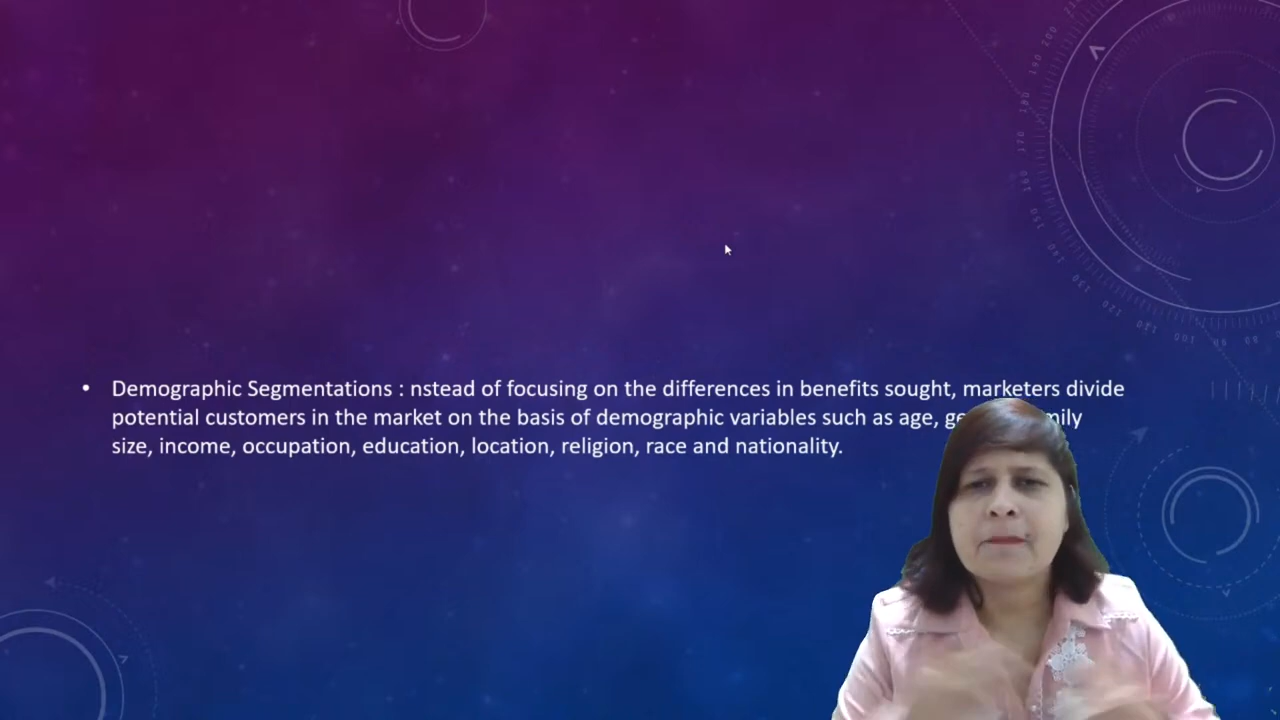 • Demographic Segmentations : nstead of focusing on the differences in benefits sought, marketers divide
potential customers in the market on the basis of demographic variables such as age,
size, income, occupation, education, location, religion, race and nationality.